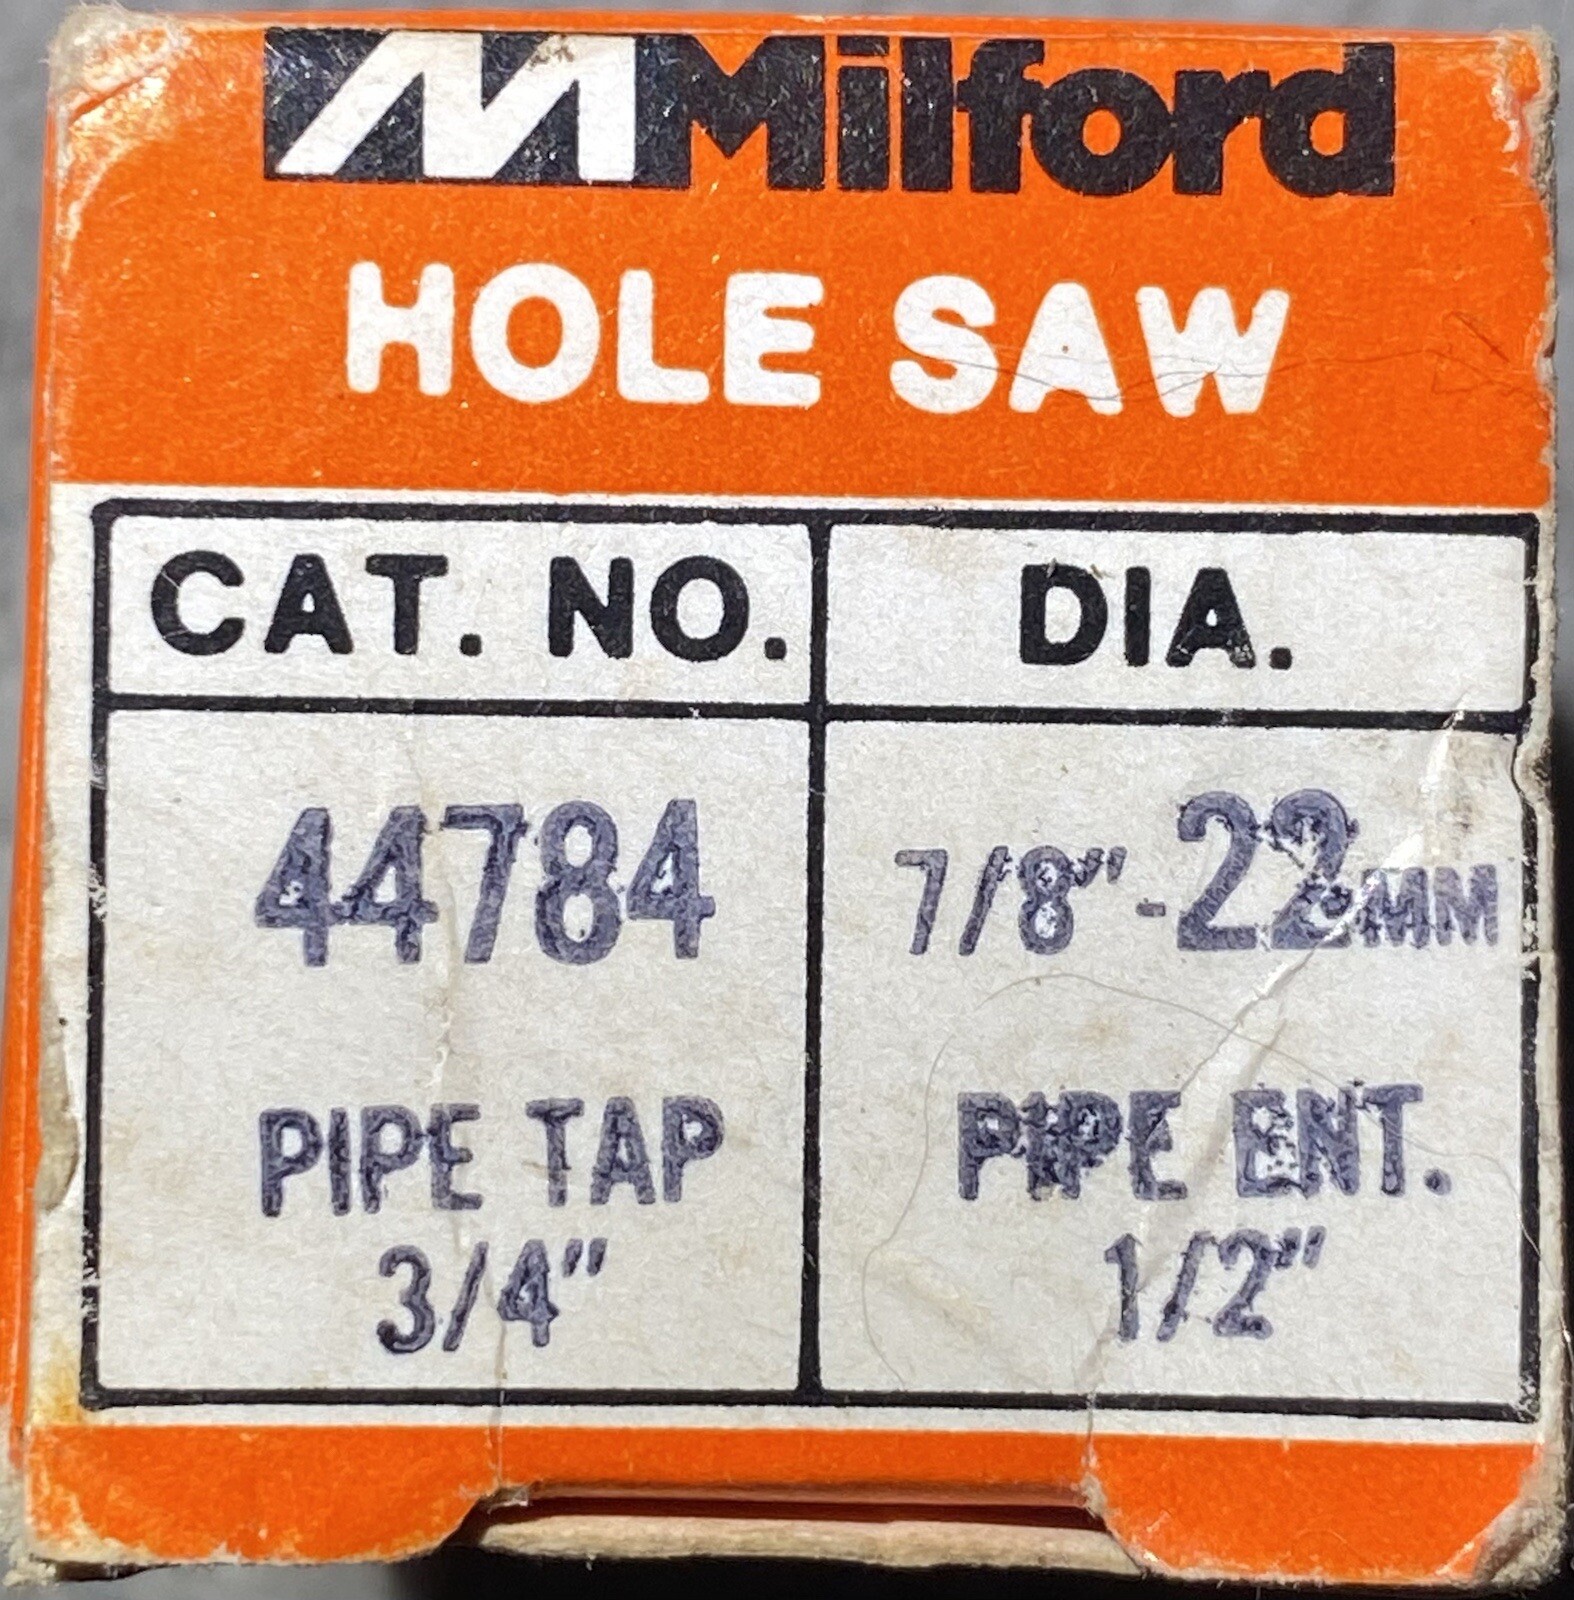 M Milford
HOLE SAW
CAT. NO. DIA.
44784 7/8"-22MM
PIPE TAP PIPE ENT.
3/4" 1/2"